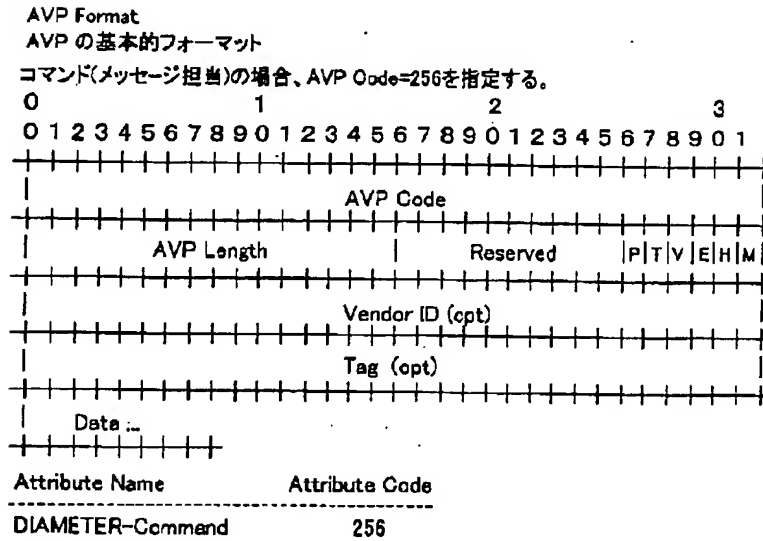 AVP Format
AVP の基本的フォーマット
コマンド(メッセージ担当)の場合、AVP Code=256を指定する。
0 1 2 3
0 1 2 3 4 5 6 7 8 9 0 1 2 3 4 5 6 7 8 9 0 1 2 3 4 5 6 7 8 9 0 1
AVP Code
AVP Length | Reserved |P|T|V|E|H|M|
Vendor ID (opt)
Tag (opt)
Data ...
Attribute Name Attribute Code
DIAMETER-Command 256